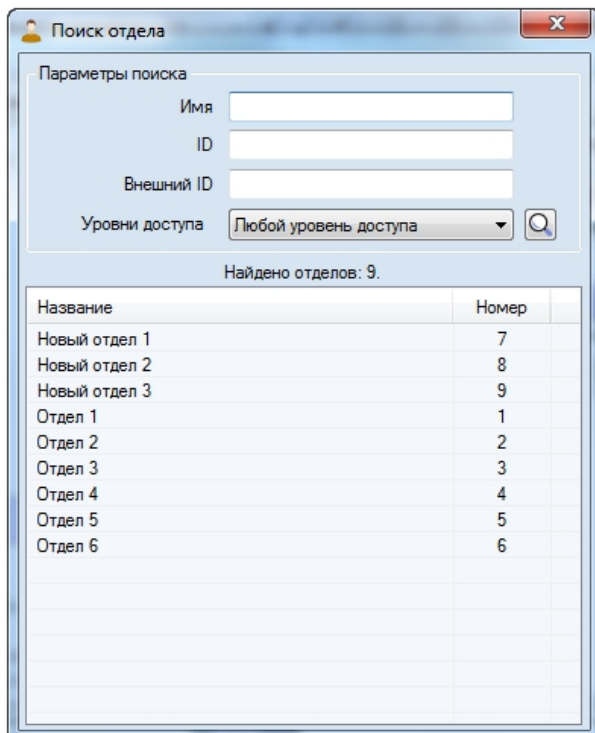 Поиск отдела
Параметры поиска
Имя
ID
Внешний ID
Уровни доступа Любой уровень доступа
Найдено отделов: 9.
Название Номер
Новый отдел 1 7
Новый отдел 2 8
Новый отдел 3 9
Отдел 1 1
Отдел 2 2
Отдел 3 3
Отдел 4 4
Отдел 5 5
Отдел 6 6